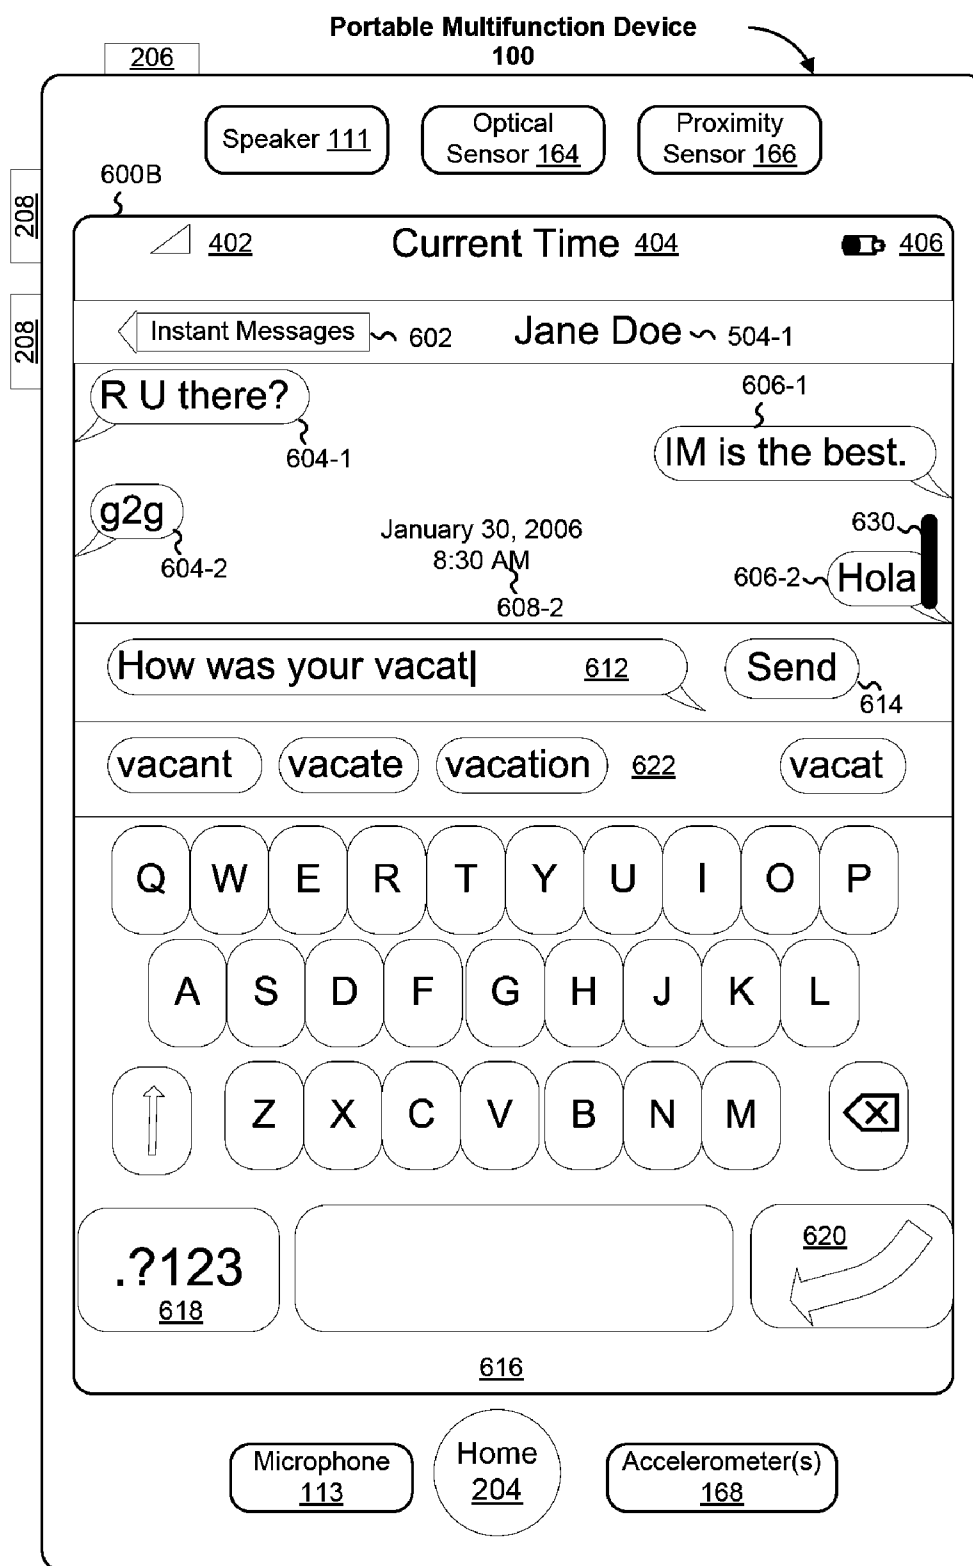 Portable Multifunction Device
100
206
Speaker 111
Optical
Sensor 164
Proximity
Sensor 166
600B
208
208
402
Current Time 404
406
Instant Messages
602
Jane Doe
504-1
R U there?
604-1
606-1
IM is the best.
g2g
604-2
January 30, 2006
8:30 AM
608-2
630
606-2
Hola
How was your vacat
612
Send
614
vacant
vacate
vacation
622
vacat
Q W E R T Y U I O P
A S D F G H J K L
Z X C V B N M
.?123
618
620
616
Microphone
113
Home
204
Accelerometer(s)
168